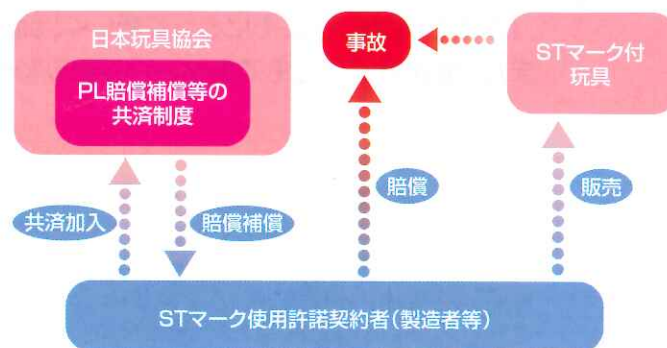 日本玩具協会
PL賠償補償等の
共済制度
事故
STマーク付
玩具
共済加入
賠償補償
賠償
販売
STマーク使用許諾契約者(製造者等)